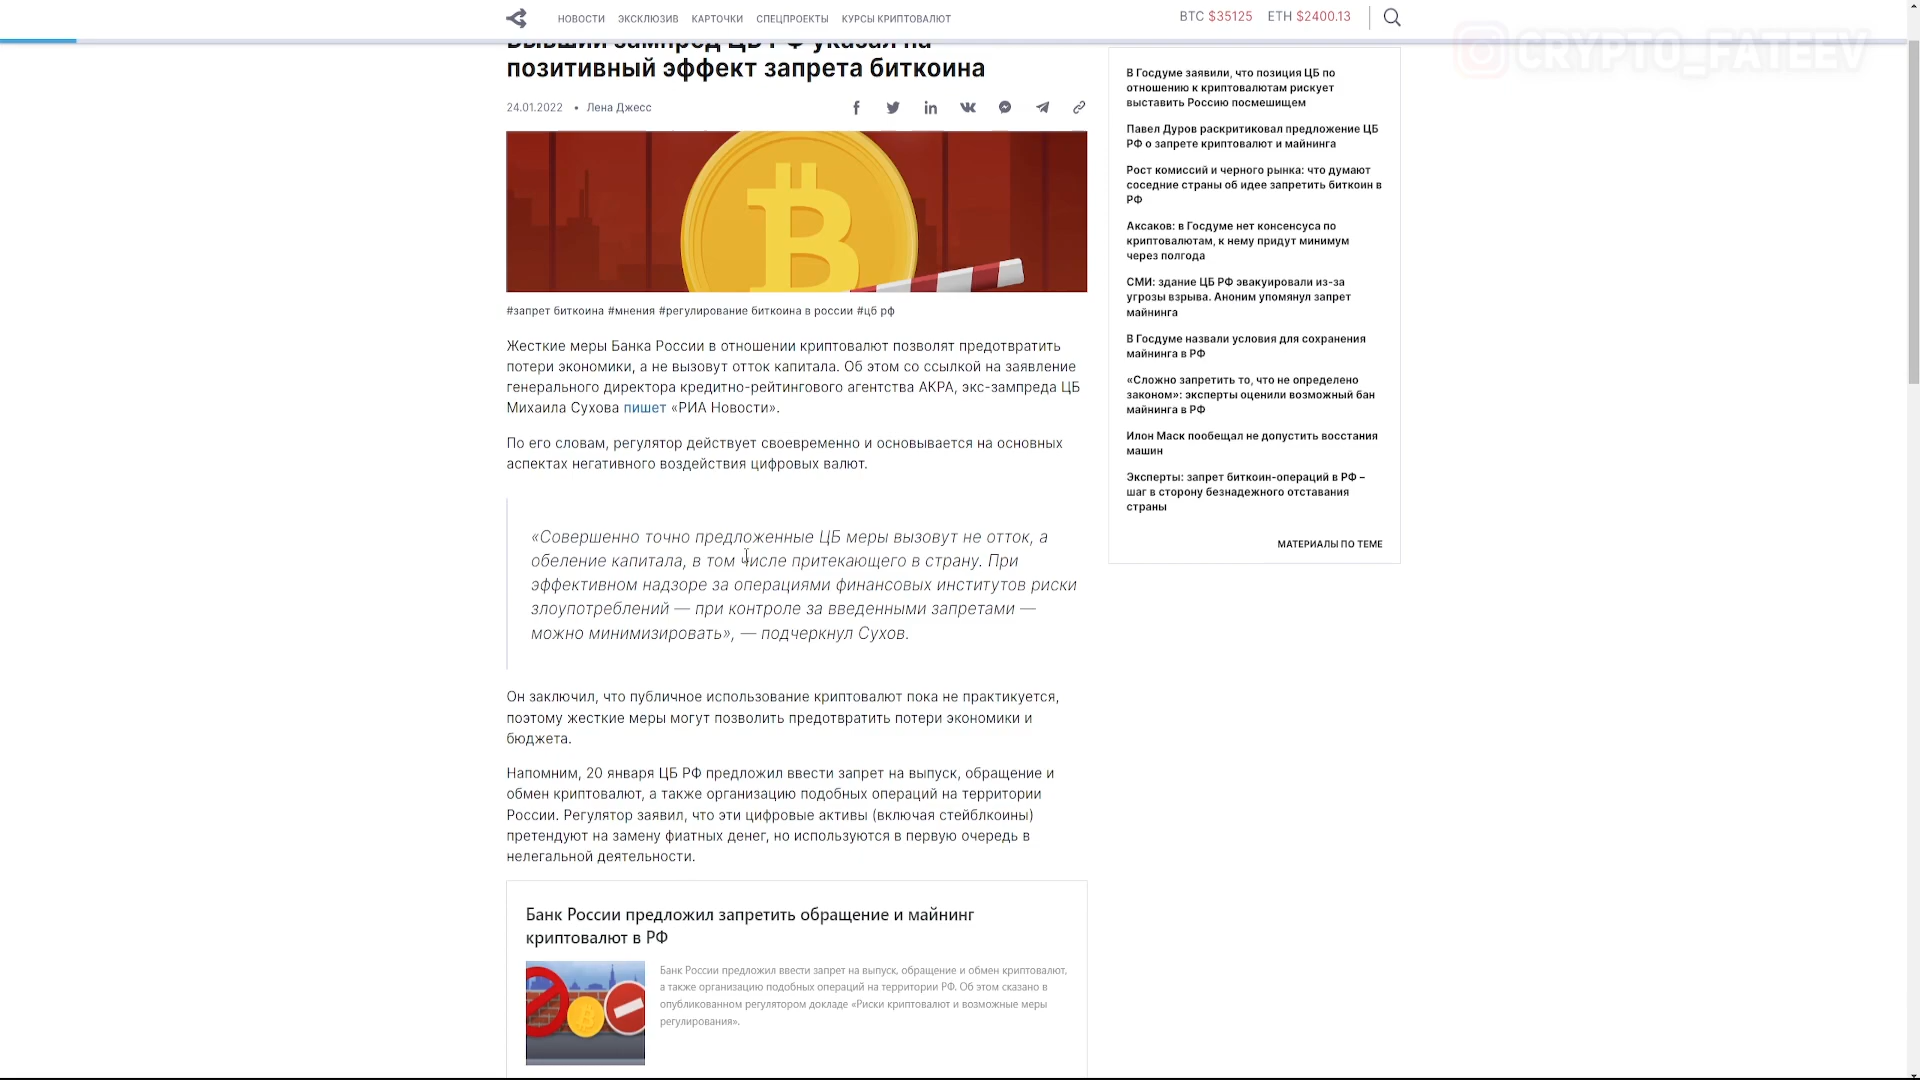 НОВОСТИ ЭКСКЛЮЗИВ КАРТОЧКИ СПЕЦПРОЕКТЫ КУРСЫ КРИПТОВАЛЮТ
BTC $35125 ETH $2400.13
CRYPTO_FATEEV
Бывший зампред ЦБ РФ указал на
позитивный эффект запрета биткоина
24.01.2022 • Лена Джесс
#запрет биткоина #мнения #регулирование биткоина в россии #цб рф
Жесткие меры Банка России в отношении криптовалют позволят предотвратить
потери экономики, а не вызовут отток капитала. Об этом со ссылкой на заявление
генерального директора кредитно-рейтингового агентства АКРА, экс-зампреда ЦБ
Михаила Сухова пишет «РИА Новости».
По его словам, регулятор действует своевременно и основывается на основных
аспектах негативного воздействия цифровых валют.
«Совершенно точно предложенные ЦБ меры вызовут не отток, а
обеление капитала, в том числе притекающего в страну. При
эффективном надзоре за операциями финансовых институтов риски
злоупотреблений — при контроле за введенными запретами —
можно минимизировать», — подчеркнул Сухов.
Он заключил, что публичное использование криптовалют пока не практикуется,
поэтому жесткие меры могут позволить предотвратить потери экономики и
бюджета.
Напомним, 20 января ЦБ РФ предложил ввести запрет на выпуск, обращение и
обмен криптовалют, а также организацию подобных операций на территории
России. Регулятор заявил, что эти цифровые активы (включая стейблкоины)
претендуют на замену фиатных денег, но используются в первую очередь в
нелегальной деятельности.
Банк России предложил запретить обращение и майнинг
криптовалют в РФ
Банк России предложил ввести запрет на выпуск, обращение и обмен криптовалют,
а также организацию подобных операций на территории РФ. Об этом сказано в
опубликованном регулятором докладе «Риски криптовалют и возможные меры
регулирования».
В Госдуме заявили, что позиция ЦБ по
отношению к криптовалютам рискует
выставить Россию посмешищем
Павел Дуров раскритиковал предложение ЦБ
РФ о запрете криптовалют и майнинга
Рост комиссий и черного рынка: что думают
соседние страны об идее запретить биткоин в
РФ
Аксаков: в Госдуме нет консенсуса по
криптовалютам, к нему придут минимум
через полгода
СМИ: здание ЦБ РФ эвакуировали из-за
угрозы взрыва. Аноним упомянул запрет
майнинга
В Госдуме назвали условия для сохранения
майнинга в РФ
«Сложно запретить то, что не определено
законом»: эксперты оценили возможный бан
майнинга в РФ
Илон Маск пообещал не допустить восстания
машин
Эксперты: запрет биткоин-операций в РФ –
шаг в сторону безнадежного отставания
страны
МАТЕРИАЛЫ ПО ТЕМЕ